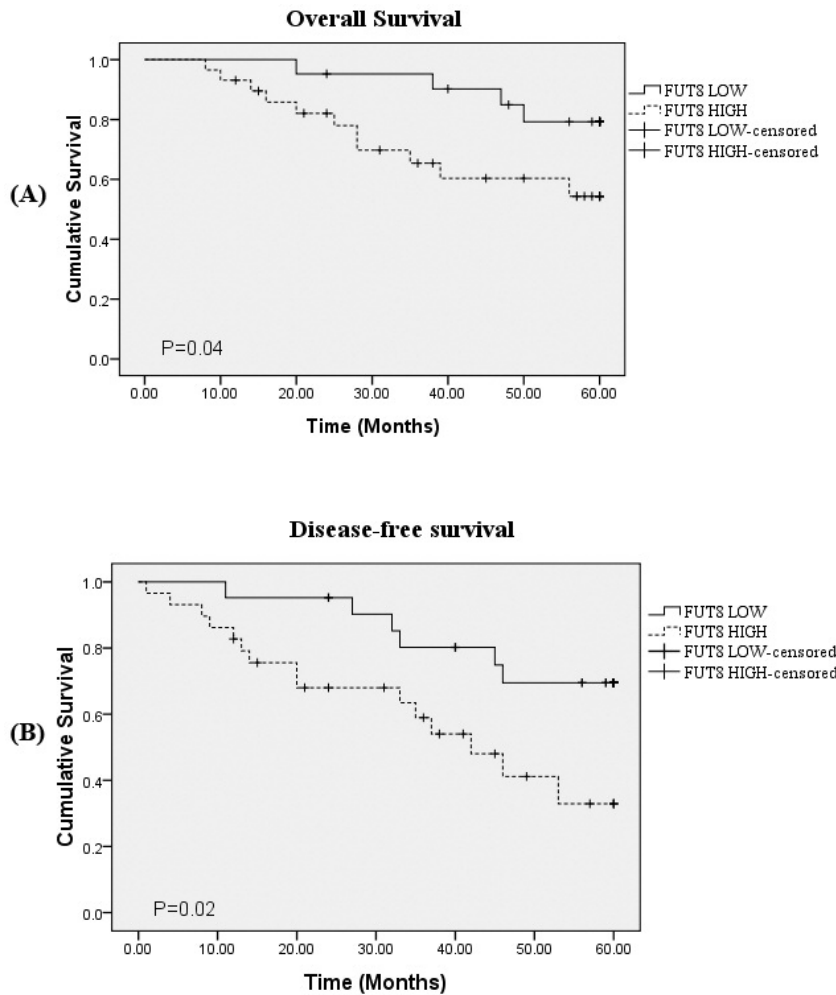 Overall Survival
(A)
Cumulative Survival
1.0
0.8
0.6
0.4
0.2
0.0
P=0.04
0.00 10.00 20.00 30.00 40.00 50.00 60.00
Time (Months)
FUT8 LOW
FUT8 HIGH
FUT8 LOW-censored
FUT8 HIGH-censored
Disease-free survival
(B)
Cumulative Survival
1.0
0.8
0.6
0.4
0.2
0.0
P=0.02
0.00 10.00 20.00 30.00 40.00 50.00 60.00
Time (Months)
FUT8 LOW
FUT8 HIGH
FUT8 LOW-censored
FUT8 HIGH-censored